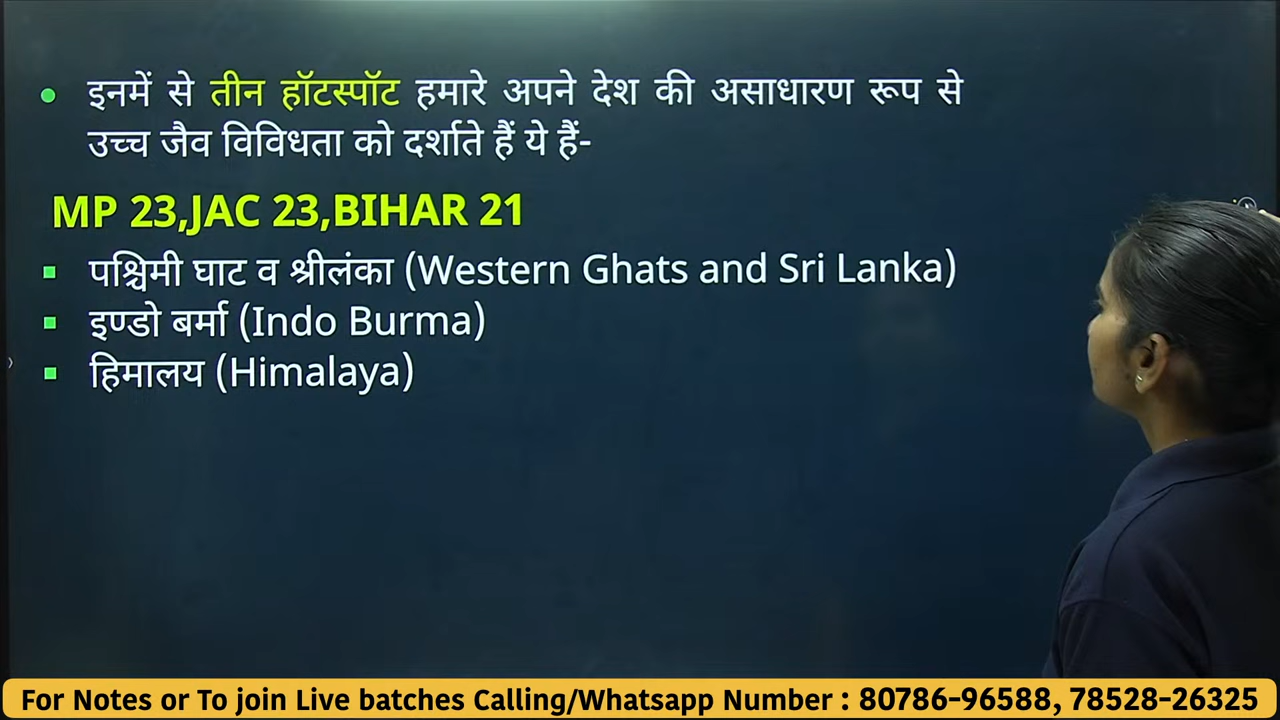 इनमें से तीन हॉटस्पॉट हमारे अपने देश की असाधारण रूप से
उच्च जैव विविधता को दर्शाते हैं ये हैं-
MP 23,JAC 23,BIHAR 21
पश्चिमी घाट व श्रीलंका (Western Ghats and Sri Lanka)
इण्डो बर्मा (Indo Burma)
हिमालय (Himalaya)
For Notes or To join Live batches Calling/Whatsapp Number : 80786-96588, 78528-26325